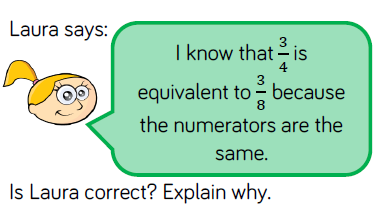 Laura says:
I know that 3/4 is
equivalent to 3/8 because
the numerators are the
same.
Is Laura correct? Explain why.